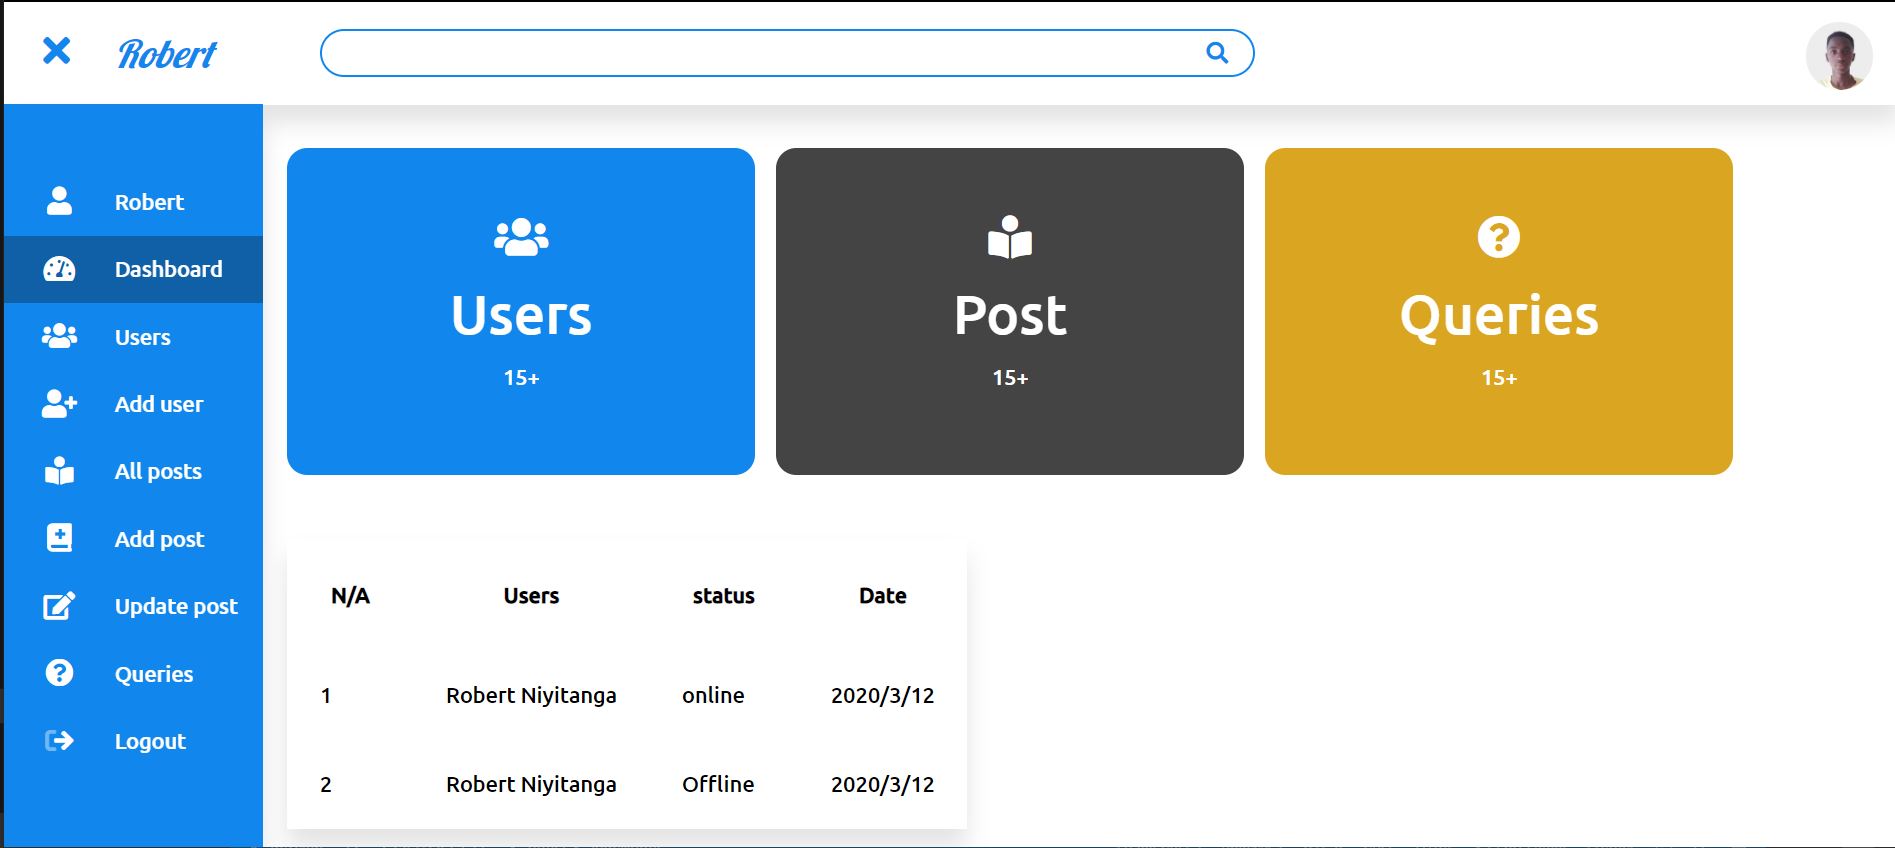 Robert
Robert
Dashboard
Users
Add user
All posts
Add post
Update post
Queries
Logout
Users
15+
Post
15+
Queries
15+
N/A Users status Date
1 Robert Niyitanga online 2020/3/12
2 Robert Niyitanga Offline 2020/3/12